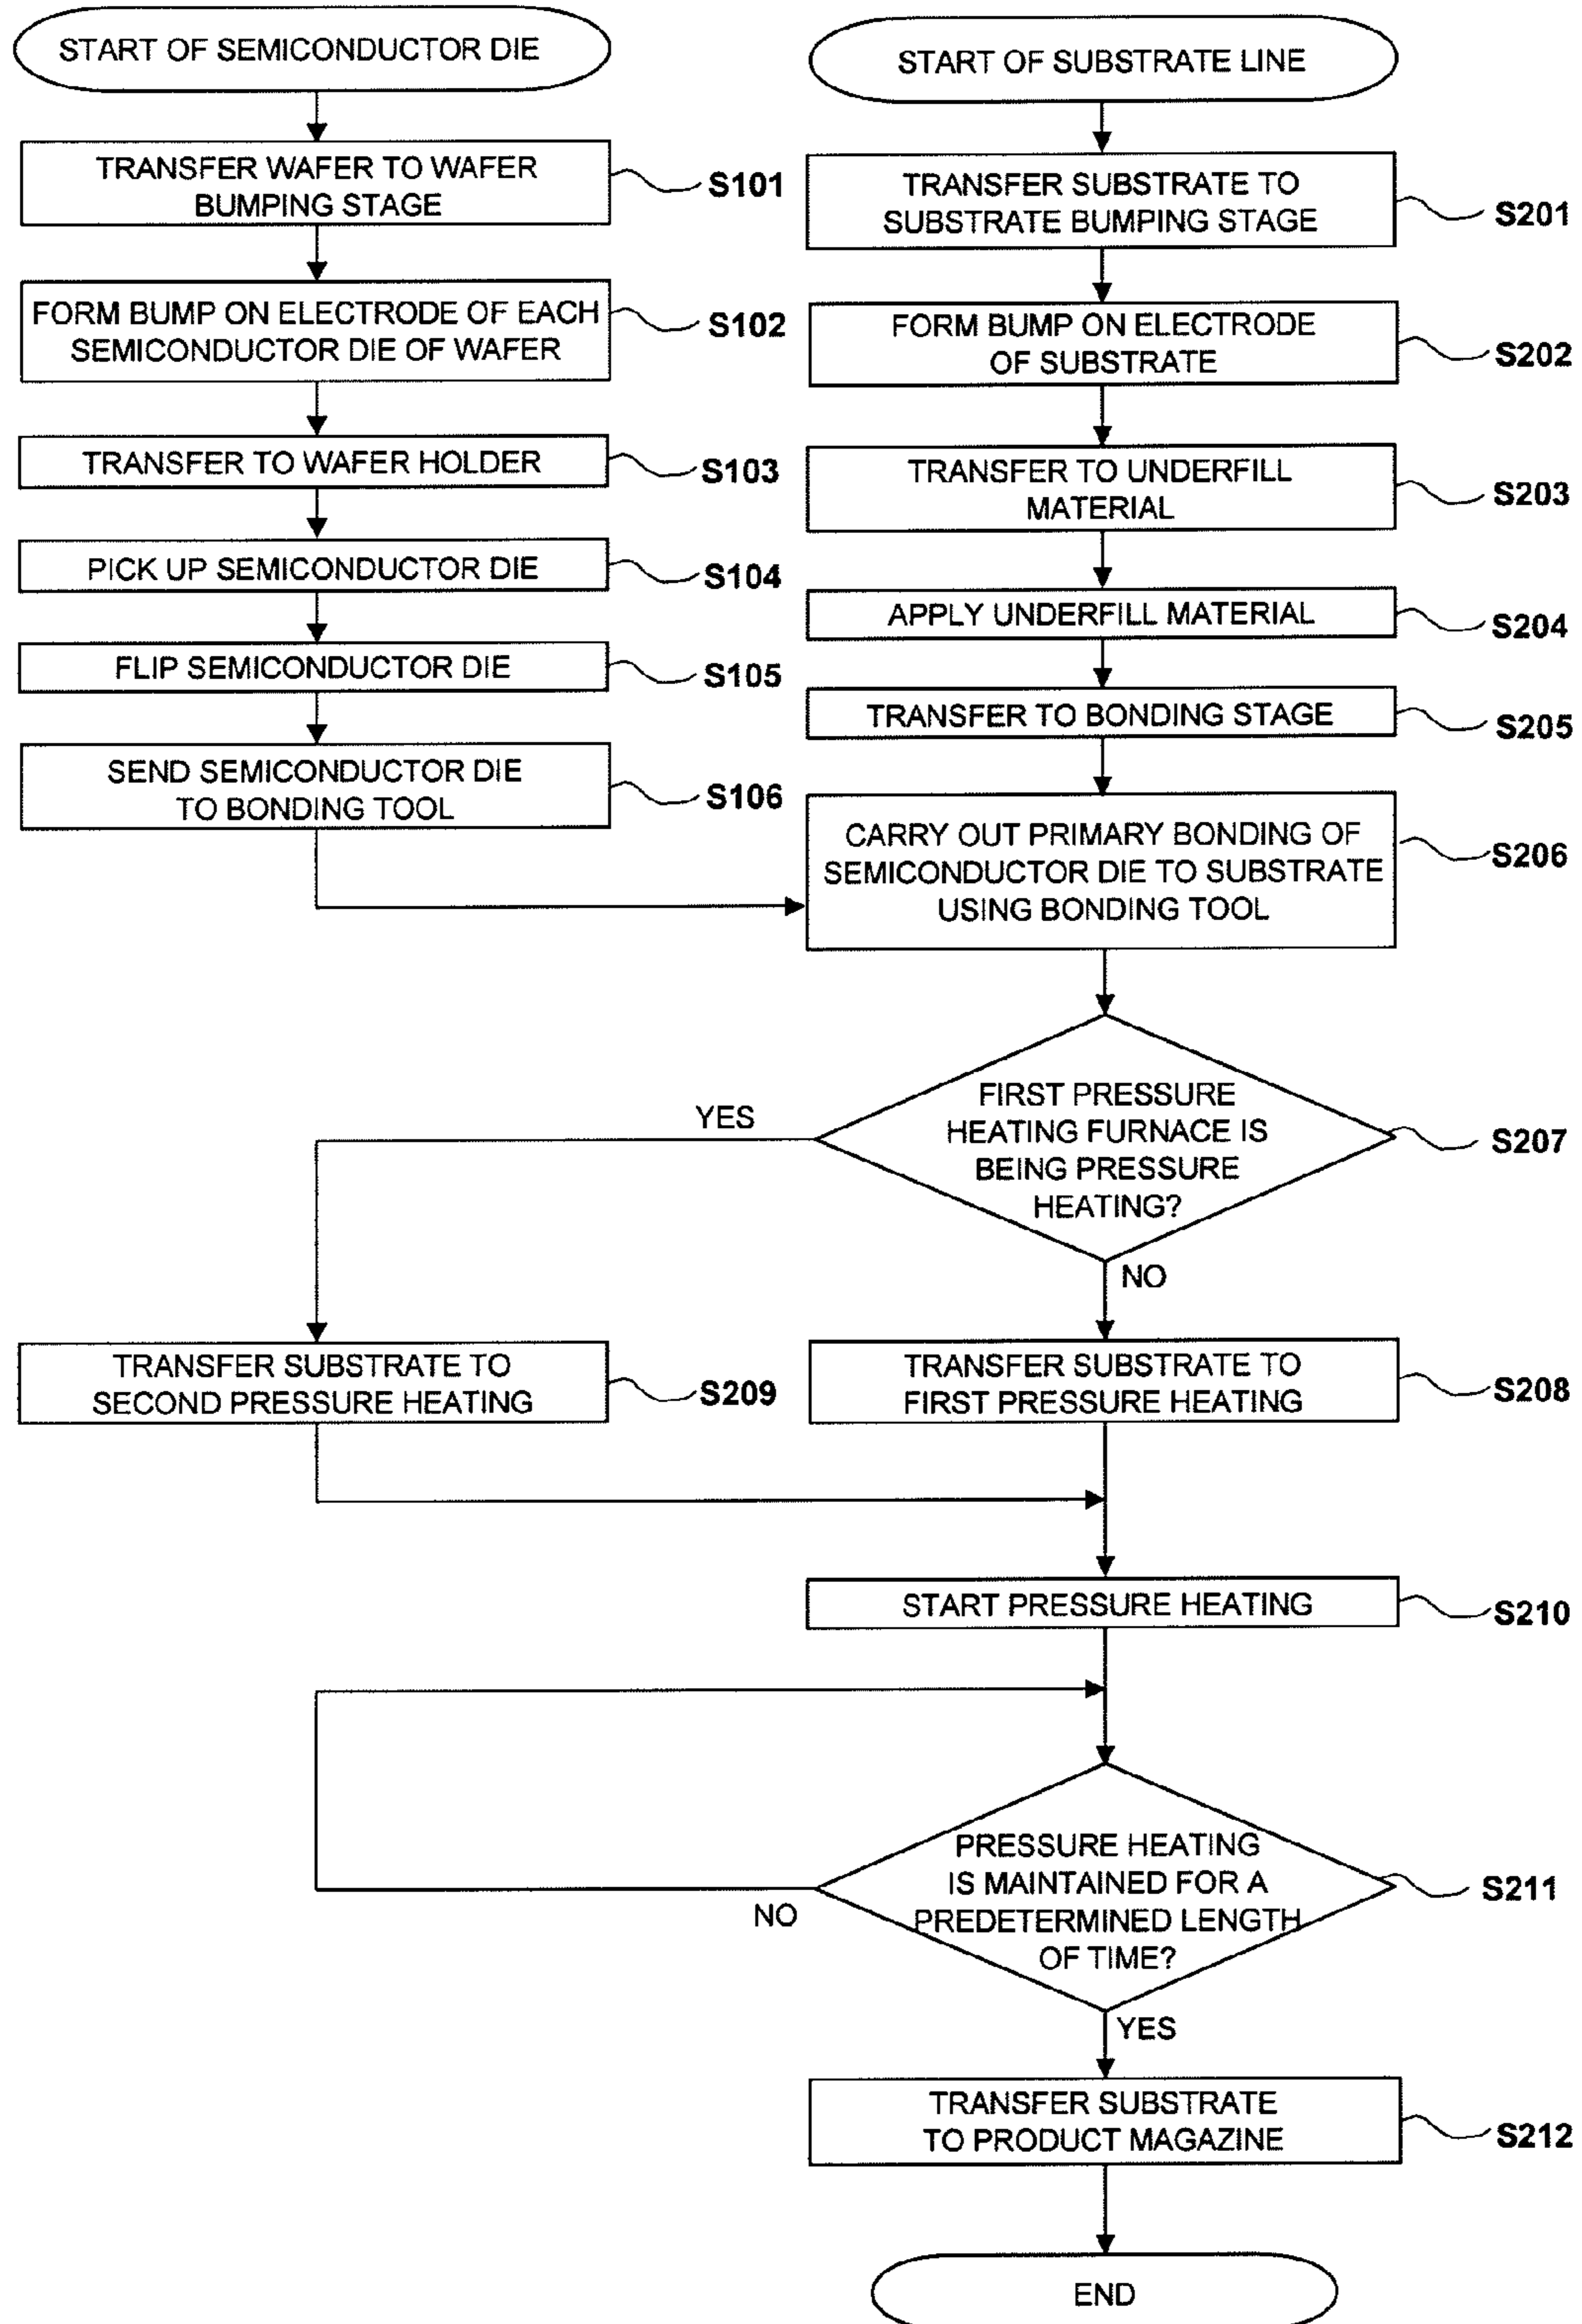 START OF SEMICONDUCTOR DIE
TRANSFER WAFER TO WAFER
BUMPING STAGE
S101
FORM BUMP ON ELECTRODE OF EACH
SEMICONDUCTOR DIE OF WAFER
S102
TRANSFER TO WAFER HOLDER
S103
PICK UP SEMICONDUCTOR DIE
S104
FLIP SEMICONDUCTOR DIE
S105
SEND SEMICONDUCTOR DIE
TO BONDING TOOL
S106
START OF SUBSTRATE LINE
TRANSFER SUBSTRATE TO
SUBSTRATE BUMPING STAGE
S201
FORM BUMP ON ELECTRODE
OF SUBSTRATE
S202
TRANSFER TO UNDERFILL
MATERIAL
S203
APPLY UNDERFILL MATERIAL
S204
TRANSFER TO BONDING STAGE
S205
CARRY OUT PRIMARY BONDING OF
SEMICONDUCTOR DIE TO SUBSTRATE
USING BONDING TOOL
S206
FIRST PRESSURE
HEATING FURNACE IS
BEING PRESSURE
HEATING?
S207
YES
NO
TRANSFER SUBSTRATE TO
SECOND PRESSURE HEATING
S209
TRANSFER SUBSTRATE TO
FIRST PRESSURE HEATING
S208
START PRESSURE HEATING
S210
PRESSURE HEATING
IS MAINTAINED FOR A
PREDETERMINED LENGTH
OF TIME?
S211
NO
YES
TRANSFER SUBSTRATE
TO PRODUCT MAGAZINE
S212
END